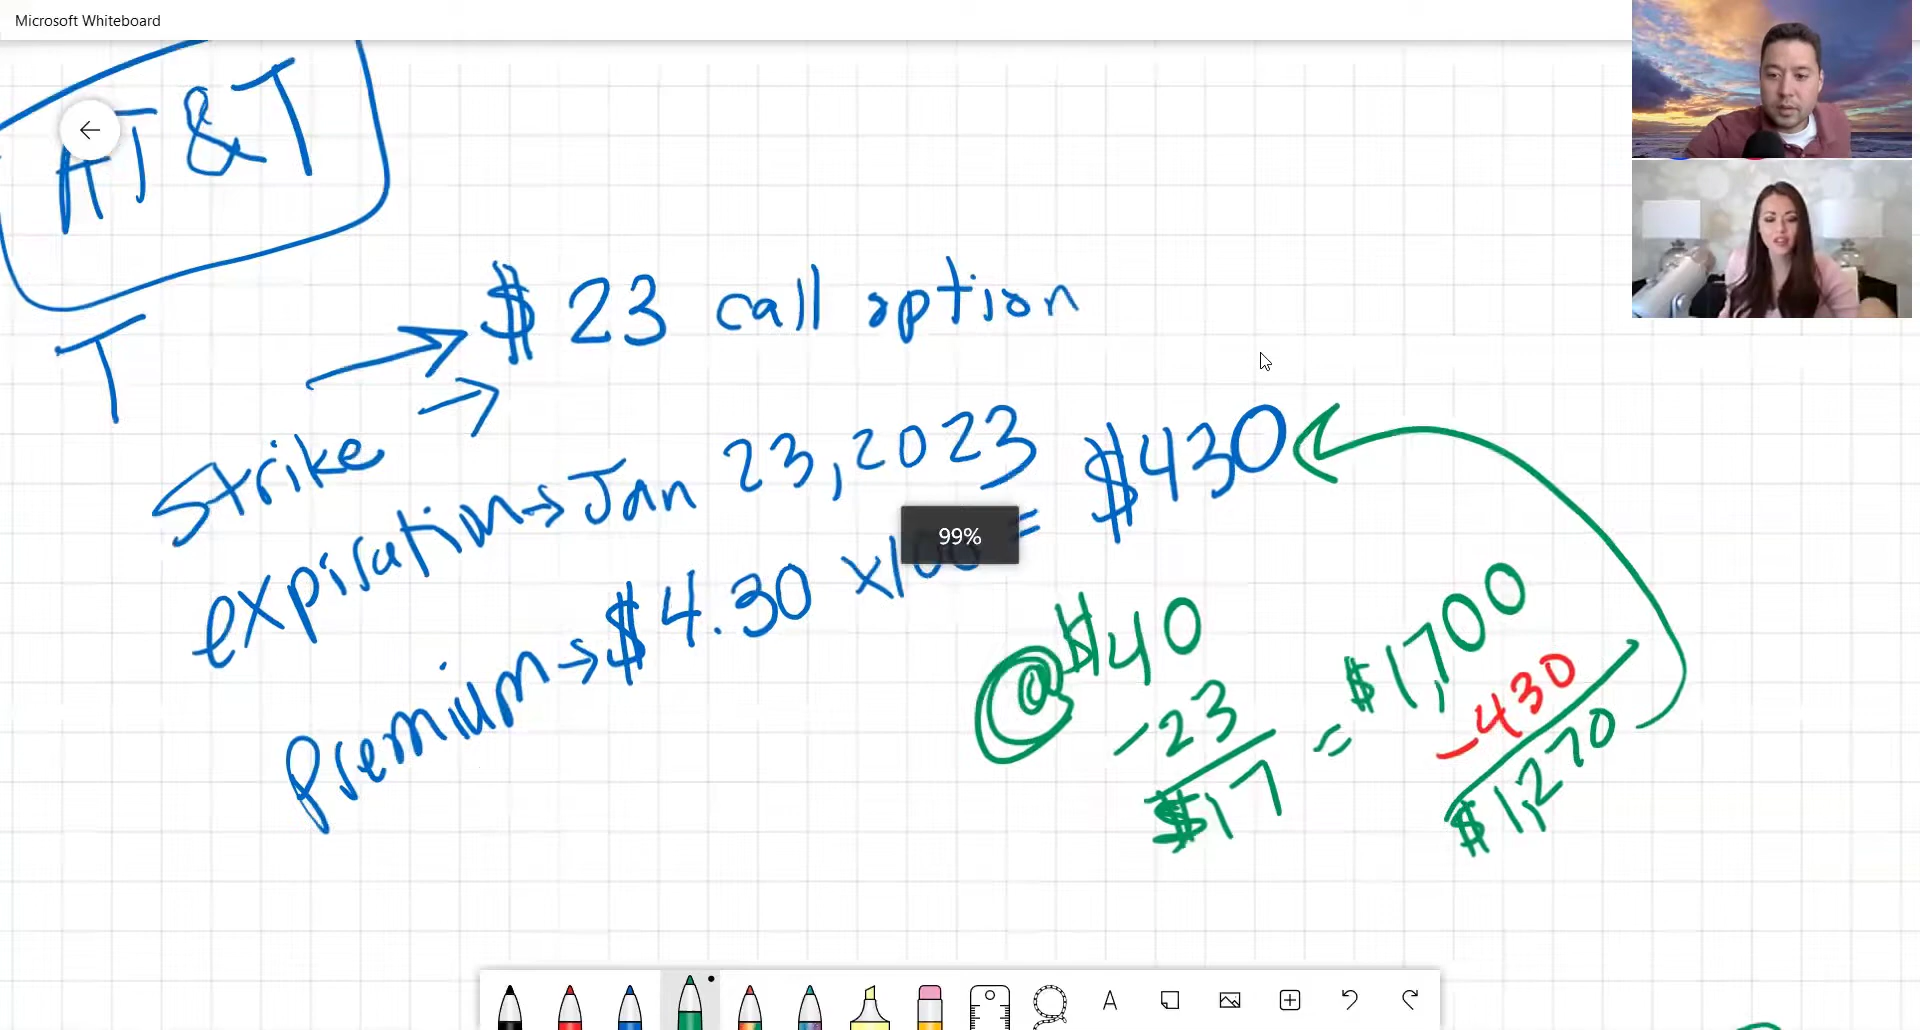 Microsoft Whiteboard
AT&T
T
$23 call option
Strike
expiration→Jan 23,2023
Premium→$4.30 x100 = $430
99%
@$40
-23
$17
= $1,700
-430
$1,270
A